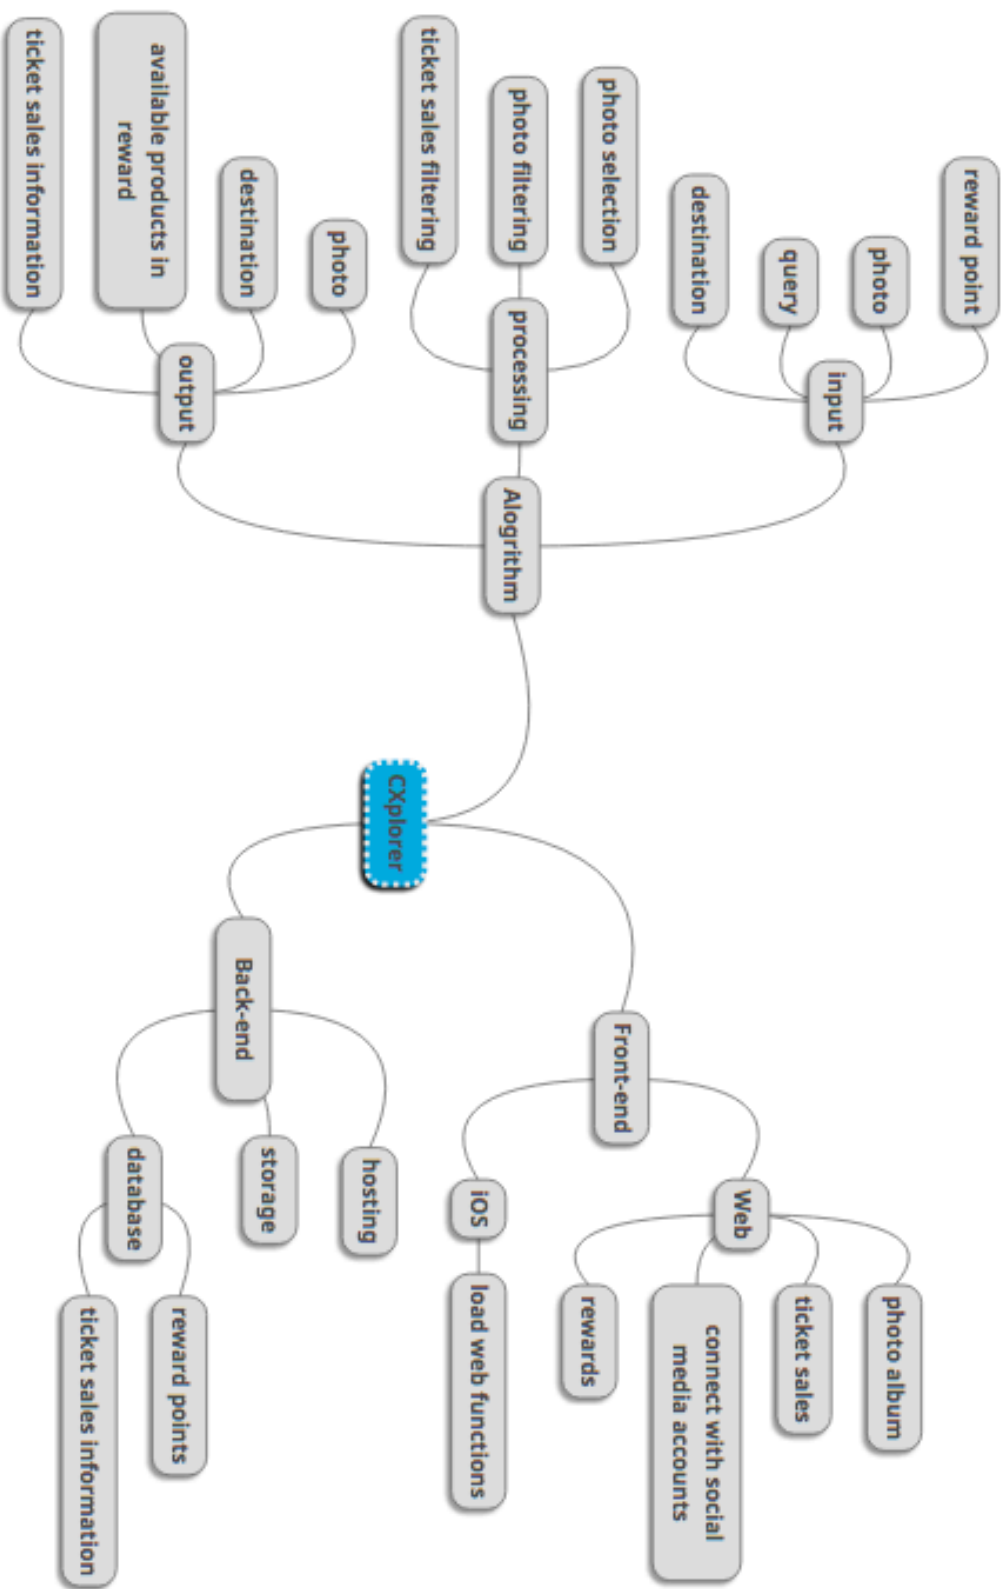 reward point
photo
query
destination
input
photo selection
photo filtering
ticket sales filtering
processing
photo
destination
available products in
reward
ticket sales information
output
Alogrithm
CXplorer
Front-end
Web
photo album
ticket sales
connect with social
media accounts
rewards
iOS
load web functions
Back-end
hosting
storage
database
reward points
ticket sales information